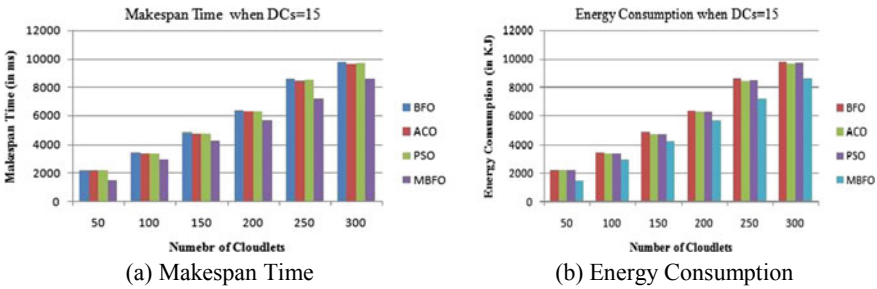 Makespan Time when DCs=15
Makespan Time (in ms)
12000
10000
8000
6000
4000
2000
0
50 100 150 200 250 300
Numebr of Cloudlets
BFO
ACO
PSO
MBFO
(a) Makespan Time
Energy Consumption when DCs=15
Energy Consumption (in KJ)
12000
10000
8000
6000
4000
2000
0
50 100 150 200 250 300
Number of Cloudlets
BFO
ACO
PSO
MBFO
(b) Energy Consumption